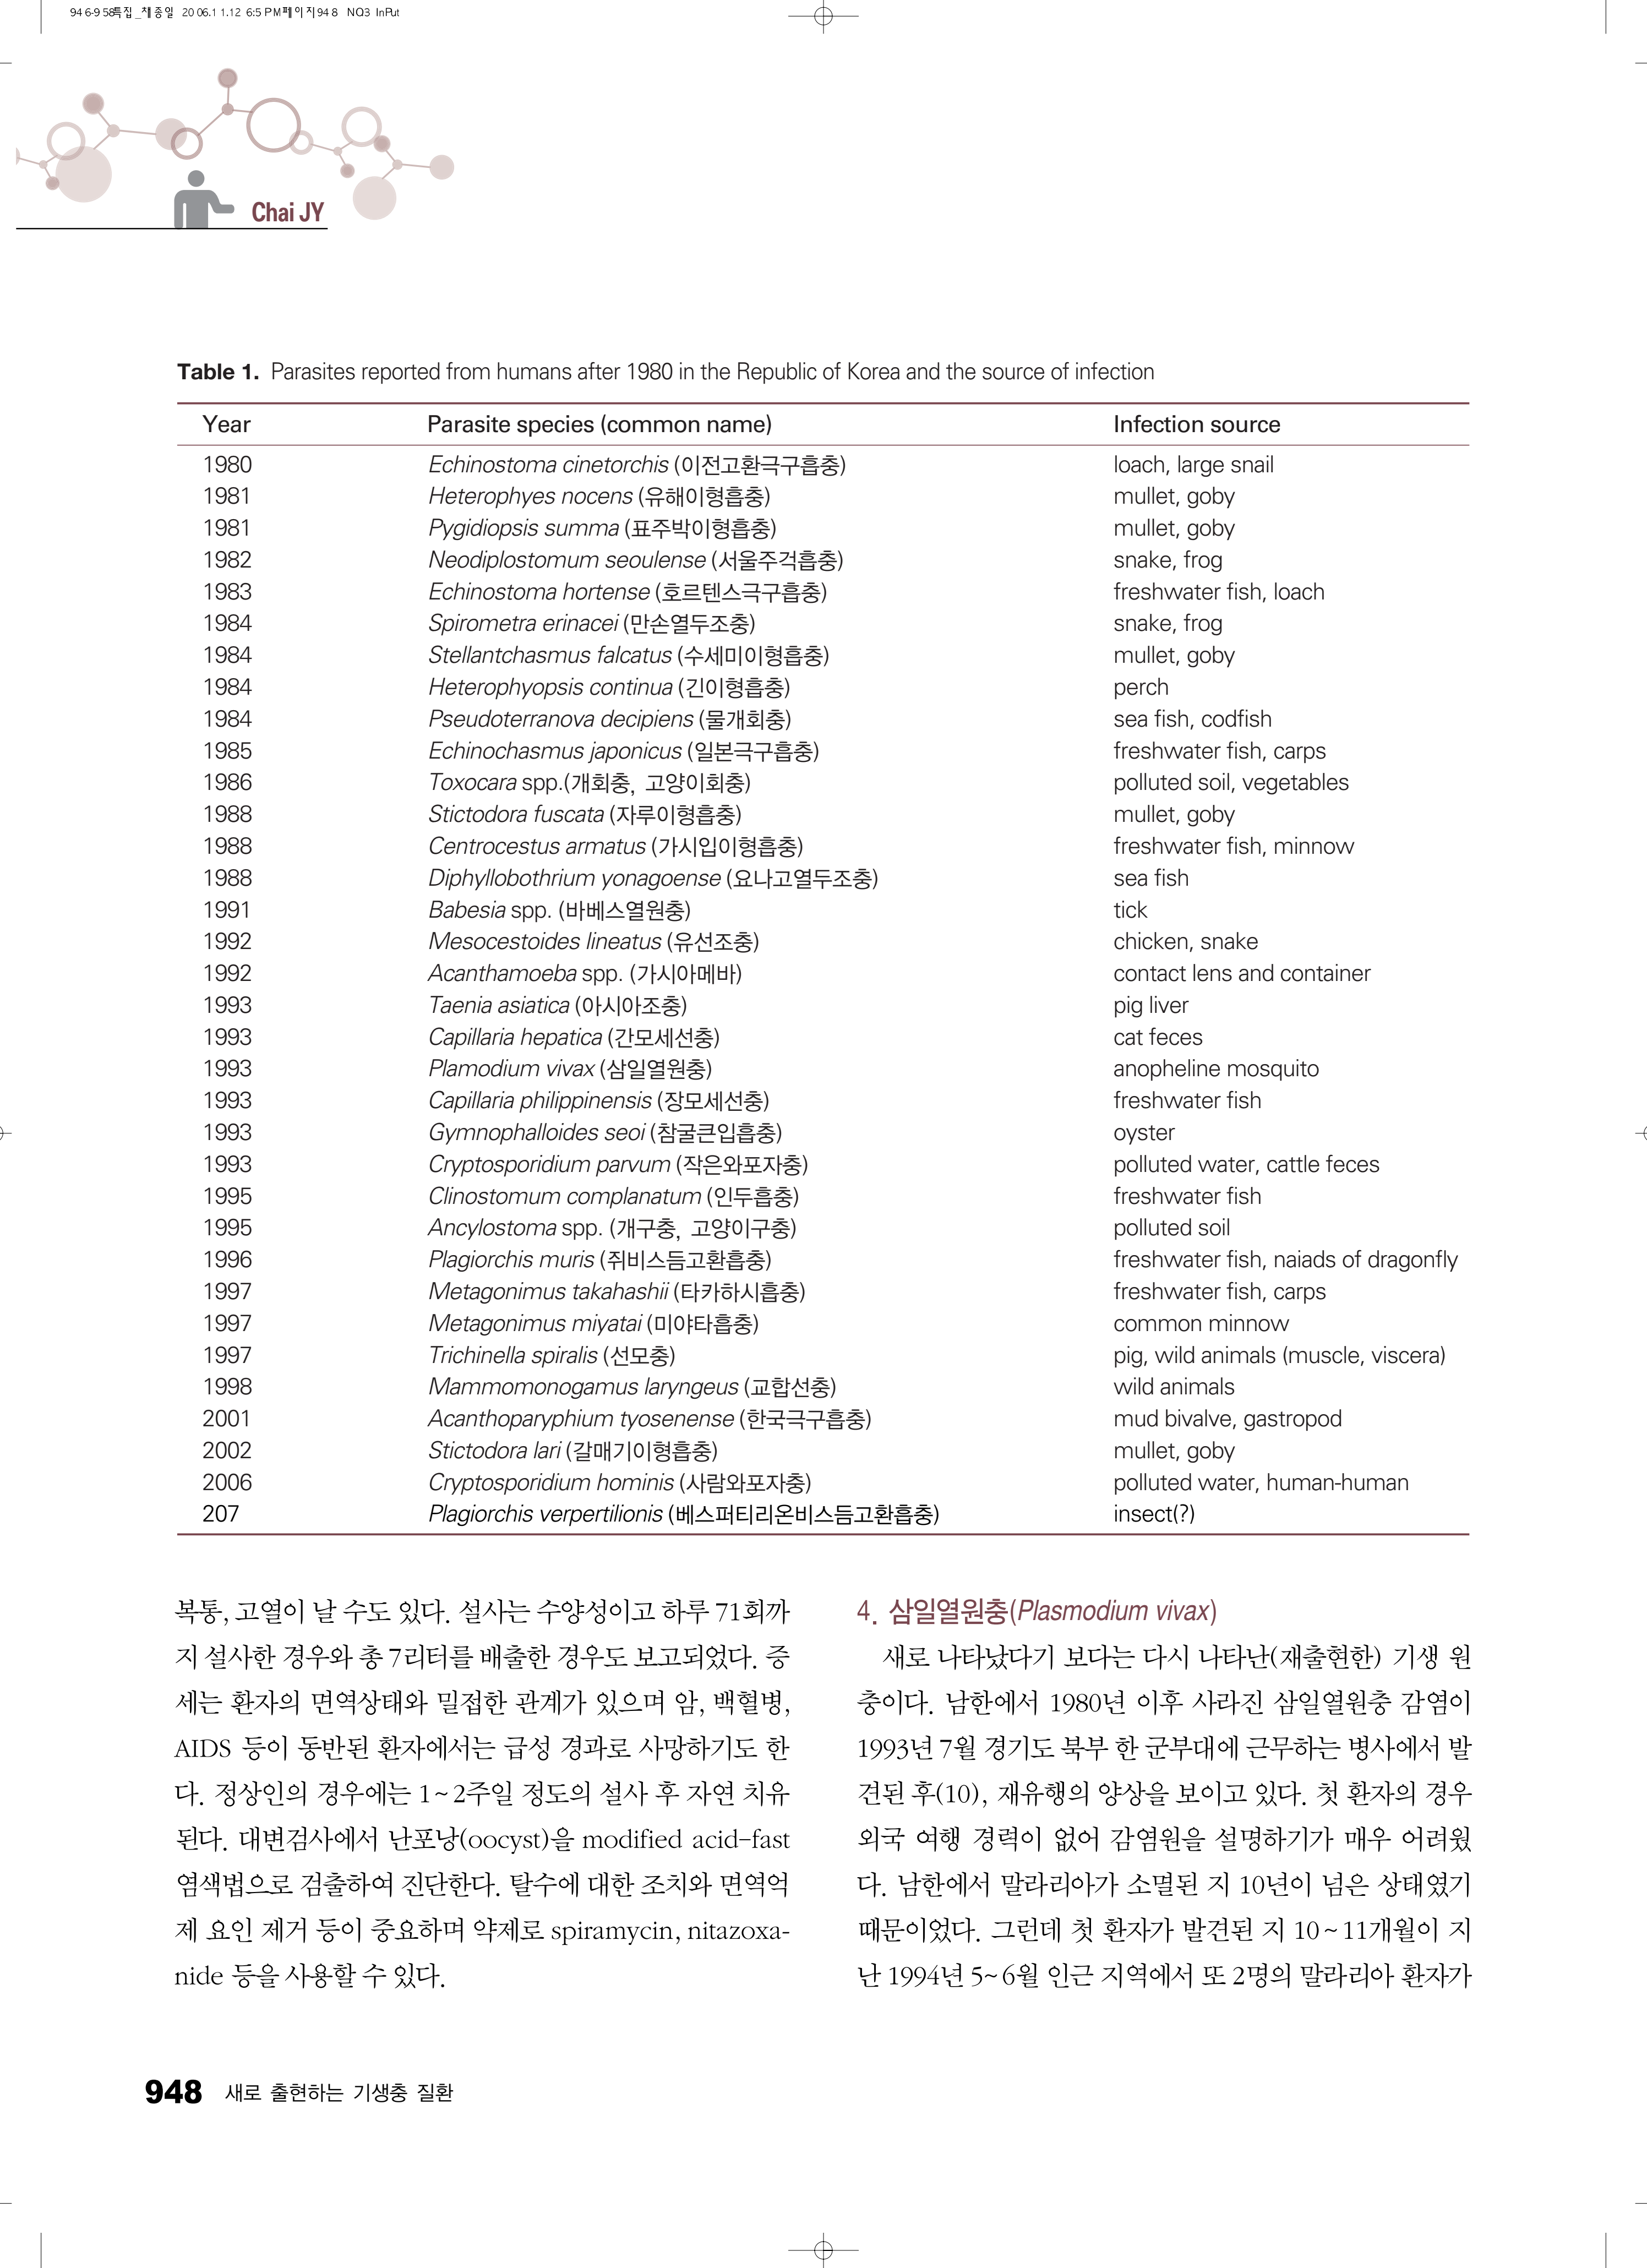 946-958특집_채종일 2006.11.12 6:5 PM페이지948 NO3 InPut
Chai JY
Table 1. Parasites reported from humans after 1980 in the Republic of Korea and the source of infection
Year Parasite species (common name) Infection source
1980 Echinostoma cinetorchis (이전고환극구흡충) loach, large snail
1981 Heterophyes nocens (유해이형흡충) mullet, goby
1981 Pygidiopsis summa (표주박이형흡충) mullet, goby
1982 Neodiplostomum seoulense (서울주걱흡충) snake, frog
1983 Echinostoma hortense (호르텐스극구흡충) freshwater fish, loach
1984 Spirometra erinacei (만손열두조충) snake, frog
1984 Stellantchasmus falcatus (수세미이형흡충) mullet, goby
1984 Heterophyopsis continua (긴이형흡충) perch
1984 Pseudoterranova decipiens (물개회충) sea fish, codfish
1985 Echinochasmus japonicus (일본극구흡충) freshwater fish, carps
1986 Toxocara spp.(개회충, 고양이회충) polluted soil, vegetables
1988 Stictodora fuscata (자루이형흡충) mullet, goby
1988 Centrocestus armatus (가시입이형흡충) freshwater fish, minnow
1988 Diphyllobothrium yonagoense (요나고열두조충) sea fish
1991 Babesia spp. (바베스열원충) tick
1992 Mesocestoides lineatus (유선조충) chicken, snake
1992 Acanthamoeba spp. (가시아메바) contact lens and container
1993 Taenia asiatica (아시아조충) pig liver
1993 Capillaria hepatica (간모세선충) cat feces
1993 Plamodium vivax (삼일열원충) anopheline mosquito
1993 Capillaria philippinensis (장모세선충) freshwater fish
1993 Gymnophalloides seoi (참굴큰입흡충) oyster
1993 Cryptosporidium parvum (작은와포자충) polluted water, cattle feces
1995 Clinostomum complanatum (인두흡충) freshwater fish
1995 Ancylostoma spp. (개구충, 고양이구충) polluted soil
1996 Plagiorchis muris (쥐비스듬고환흡충) freshwater fish, naiads of dragonfly
1997 Metagonimus takahashii (타카하시흡충) freshwater fish, carps
1997 Metagonimus miyatai (미야타흡충) common minnow
1997 Trichinella spiralis (선모충) pig, wild animals (muscle, viscera)
1998 Mammomonogamus laryngeus (교합선충) wild animals
2001 Acanthoparyphium tyosenense (한국극구흡충) mud bivalve, gastropod
2002 Stictodora lari (갈매기이형흡충) mullet, goby
2006 Cryptosporidium hominis (사람와포자충) polluted water, human-human
207 Plagiorchis verpertilionis (베스퍼티리온비스듬고환흡충) insect(?)
복통, 고열이 날 수도 있다. 설사는 수양성이고 하루 71회까
지 설사한 경우와 총 7리터를 배출한 경우도 보고되었다. 증
세는 환자의 면역상태와 밀접한 관계가 있으며 암, 백혈병,
AIDS 등이 동반된 환자에서는 급성 경과로 사망하기도 한
다. 정상인의 경우에는 1~2주일 정도의 설사 후 자연 치유
된다. 대변검사에서 난포낭(oocyst)을 modified acid-fast
염색법으로 검출하여 진단한다. 탈수에 대한 조치와 면역억
제 요인 제거 등이 중요하며 약제로 spiramycin, nitazoxa-
nide 등을 사용할 수 있다.
4. 삼일열원충(Plasmodium vivax)
새로 나타났다기 보다는 다시 나타난(재출현한) 기생 원
충이다. 남한에서 1980년 이후 사라진 삼일열원충 감염이
1993년 7월 경기도 북부 한 군부대에 근무하는 병사에서 발
견된 후(10), 재유행의 양상을 보이고 있다. 첫 환자의 경우
외국 여행 경력이 없어 감염원을 설명하기가 매우 어려웠
다. 남한에서 말라리아가 소멸된 지 10년이 넘은 상태였기
때문이었다. 그런데 첫 환자가 발견된 지 10~11개월이 지
난 1994년 5~6월 인근 지역에서 또 2명의 말라리아 환자가
948 새로 출현하는 기생충 질환